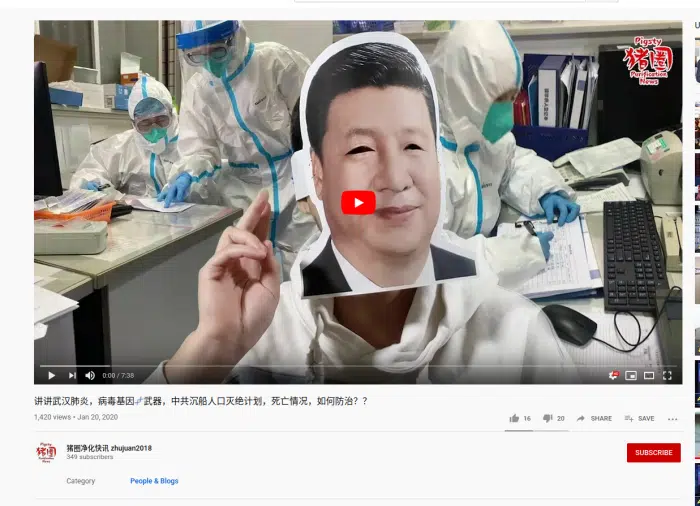 Pigsty
猪圈
Purification
News
0:00 / 7:38
讲讲武汉肺炎，病毒基因🧬武器，中共沉船人口灭绝计划，死亡情况，如何防治？？
1,420 views • Jan 20, 2020
16
20
SHARE
SAVE
猪圈净化快讯 zhujuan2018
349 subscribers
SUBSCRIBE
Category
People & Blogs